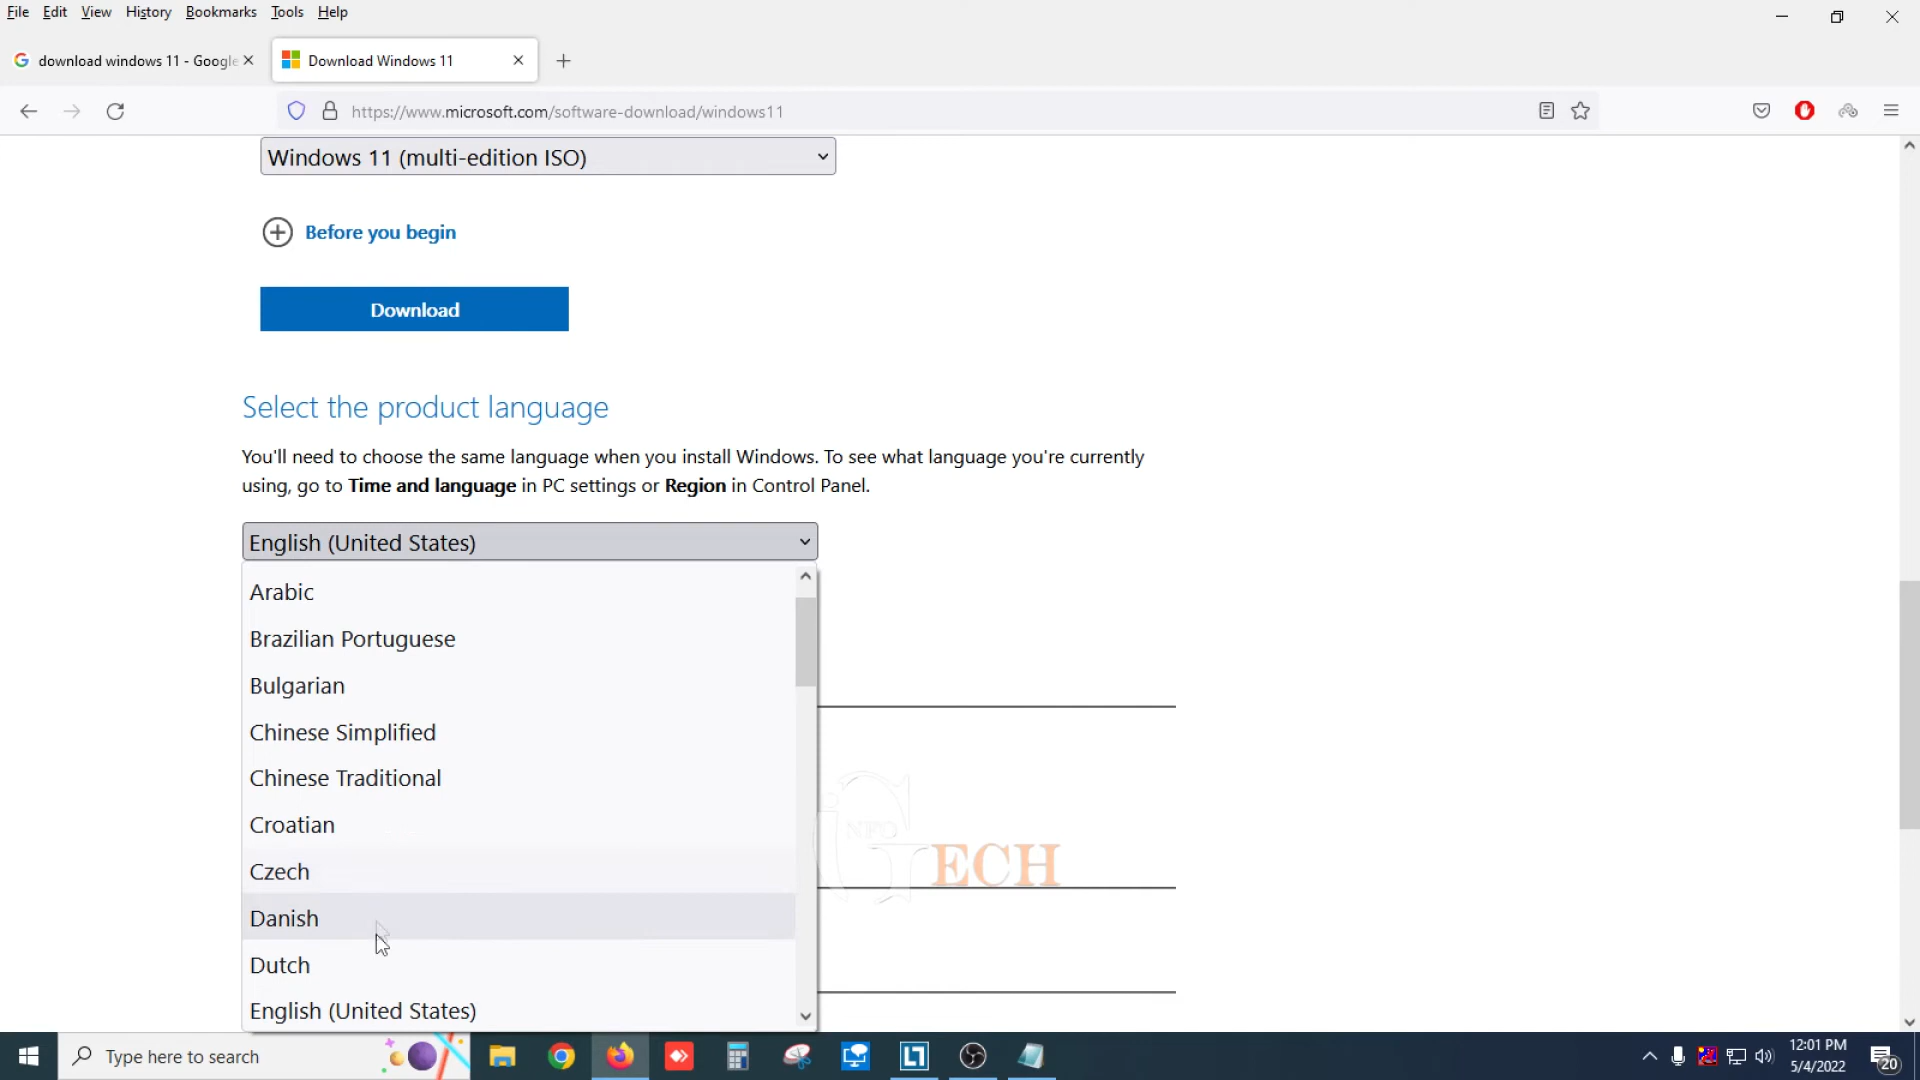 File Edit View History Bookmarks Tools Help
download windows 11 - Google
Download Windows 11
https://www.microsoft.com/software-download/windows11
Windows 11 (multi-edition ISO)
Before you begin
Download
Select the product language
You'll need to choose the same language when you install Windows. To see what language you're currently
using, go to Time and language in PC settings or Region in Control Panel.
English (United States)
Arabic
Brazilian Portuguese
Bulgarian
Chinese Simplified
Chinese Traditional
Croatian
Czech
Danish
Dutch
English (United States)
NFO
GECH
Type here to search
12:01 PM
5/4/2022
20